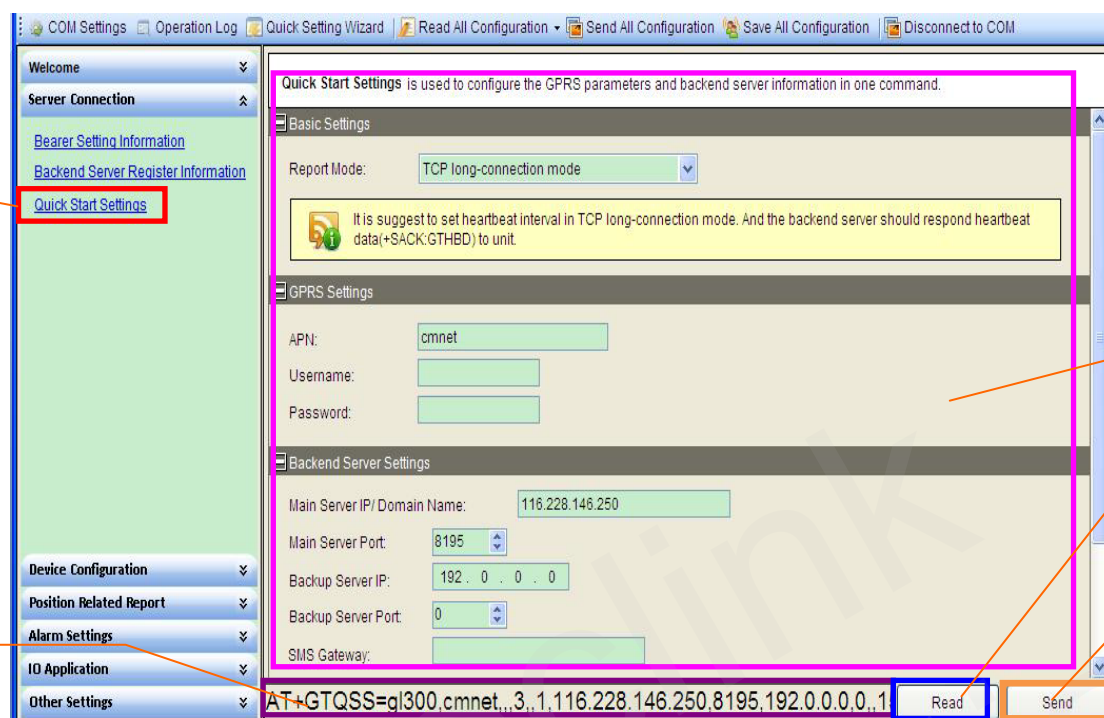 COM Settings Operation Log Quick Setting Wizard Read All Configuration Send All Configuration Save All Configuration Disconnect to COM
Welcome
Server Connection
Bearer Setting Information
Backend Server Register Information
Quick Start Settings
Device Configuration
Position Related Report
Alarm Settings
IO Application
Other Settings
Quick Start Settings is used to configure the GPRS parameters and backend server information in one command.
Basic Settings
Report Mode: TCP long-connection mode
It is suggest to set heartbeat interval in TCP long-connection mode. And the backend server should respond heartbeat
data(+SACK:GTHBD) to unit.
GPRS Settings
APN: cmnet
Username:
Password:
Backend Server Settings
Main Server IP/ Domain Name: 116.228.146.250
Main Server Port: 8195
Backup Server IP: 192 . 0 . 0 . 0
Backup Server Port: 0
SMS Gateway:
AT+GTQSS=gl300,cmnet,,,3,,1,116.228.146.250,8195,192.0.0.0,0,,1
Read Send